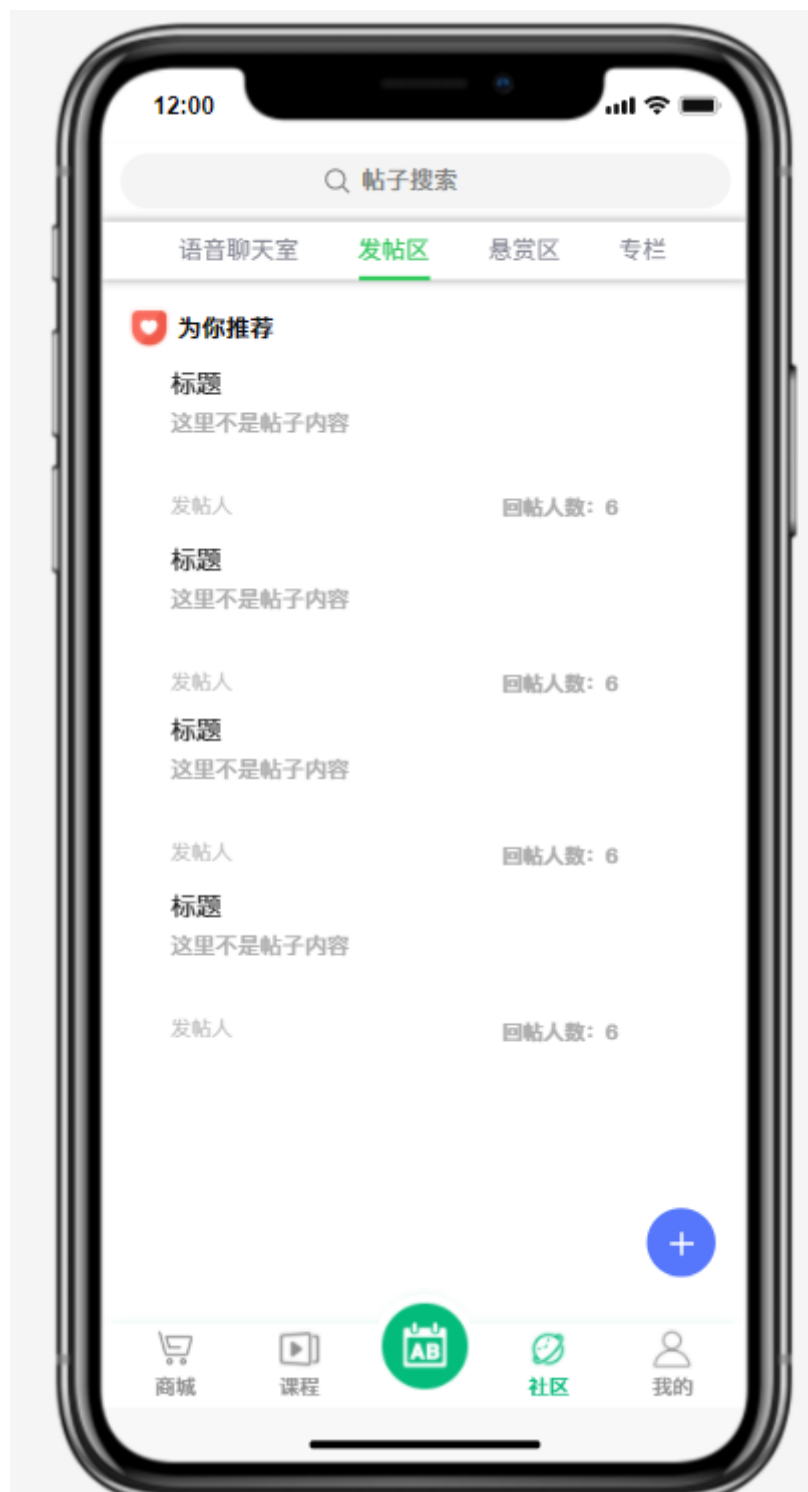 12:00
帖子搜索
语音聊天室 发帖区 悬赏区 专栏
为你推荐
标题
这里不是帖子内容
发帖人 回帖人数：6
标题
这里不是帖子内容
发帖人 回帖人数：6
标题
这里不是帖子内容
发帖人 回帖人数：6
标题
这里不是帖子内容
发帖人 回帖人数：6
+
AB
商城 课程 社区 我的